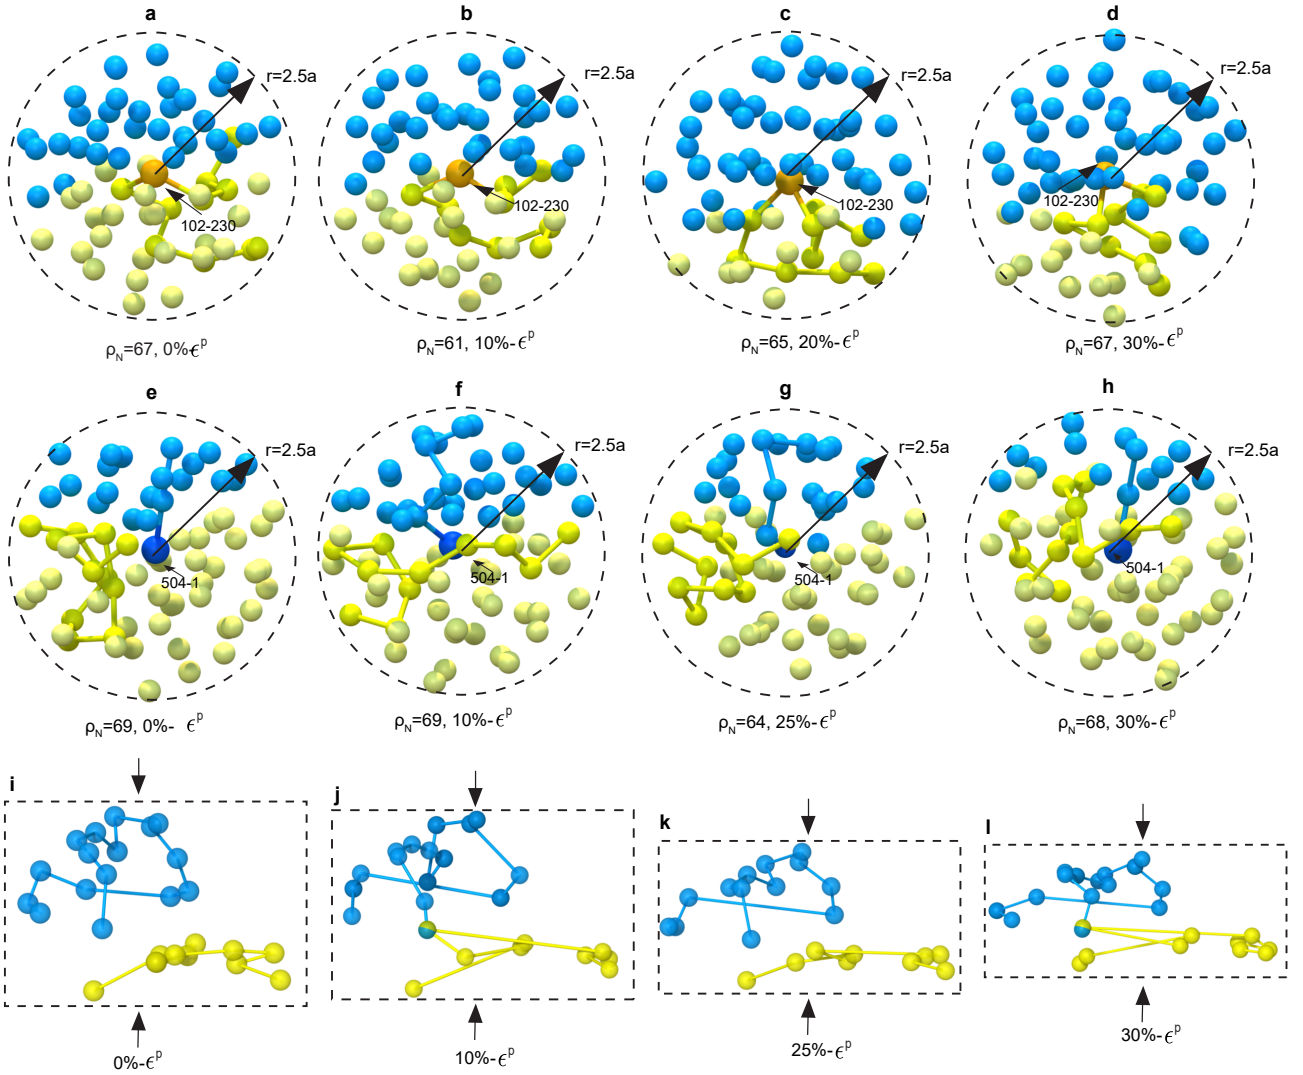 a b c d
r=2.5a r=2.5a r=2.5a r=2.5a
102-230 102-230 102-230 102-230
ρN=67, 0%-ϵp ρN=61, 10%-ϵp ρN=65, 20%-ϵp ρN=67, 30%-ϵp
e f g h
r=2.5a r=2.5a r=2.5a r=2.5a
504-1 504-1 504-1 504-1
ρN=69, 0%- ϵp ρN=69, 10%-ϵp ρN=64, 25%-ϵp ρN=68, 30%-ϵp
i j k l
0%-ϵp 10%-ϵp 25%-ϵp 30%-ϵp